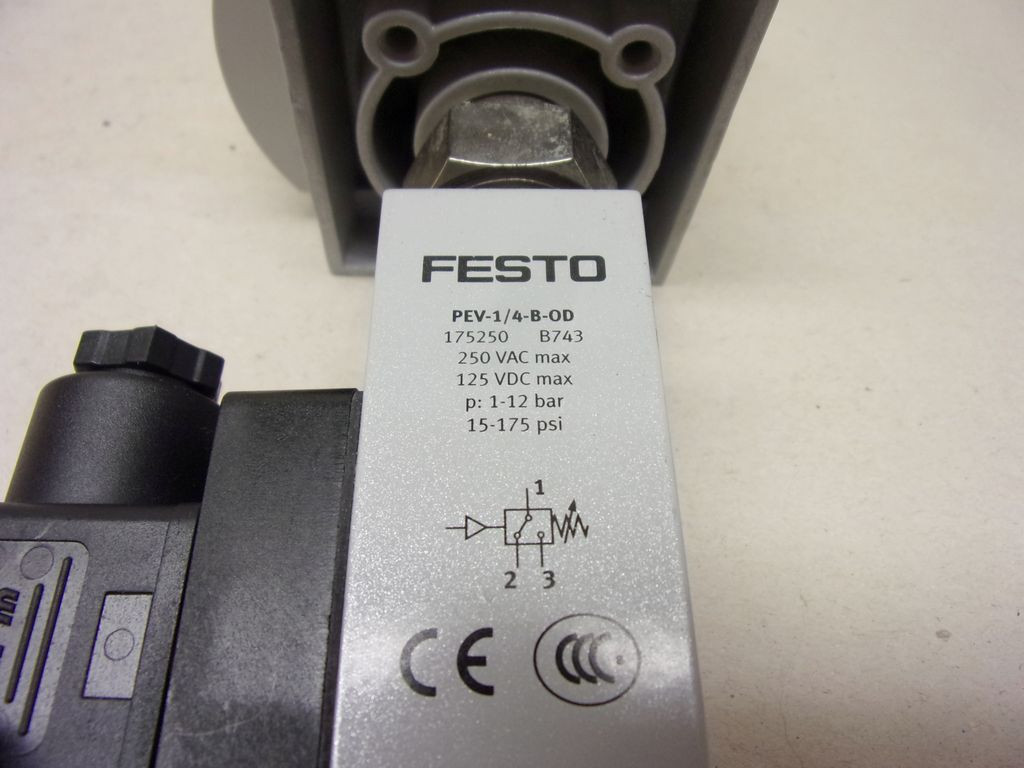 FESTO
PEV-1/4-B-OD
175250 B743
250 VAC max
125 VDC max
p: 1-12 bar
15-175 psi
1
2 3
CE CCC